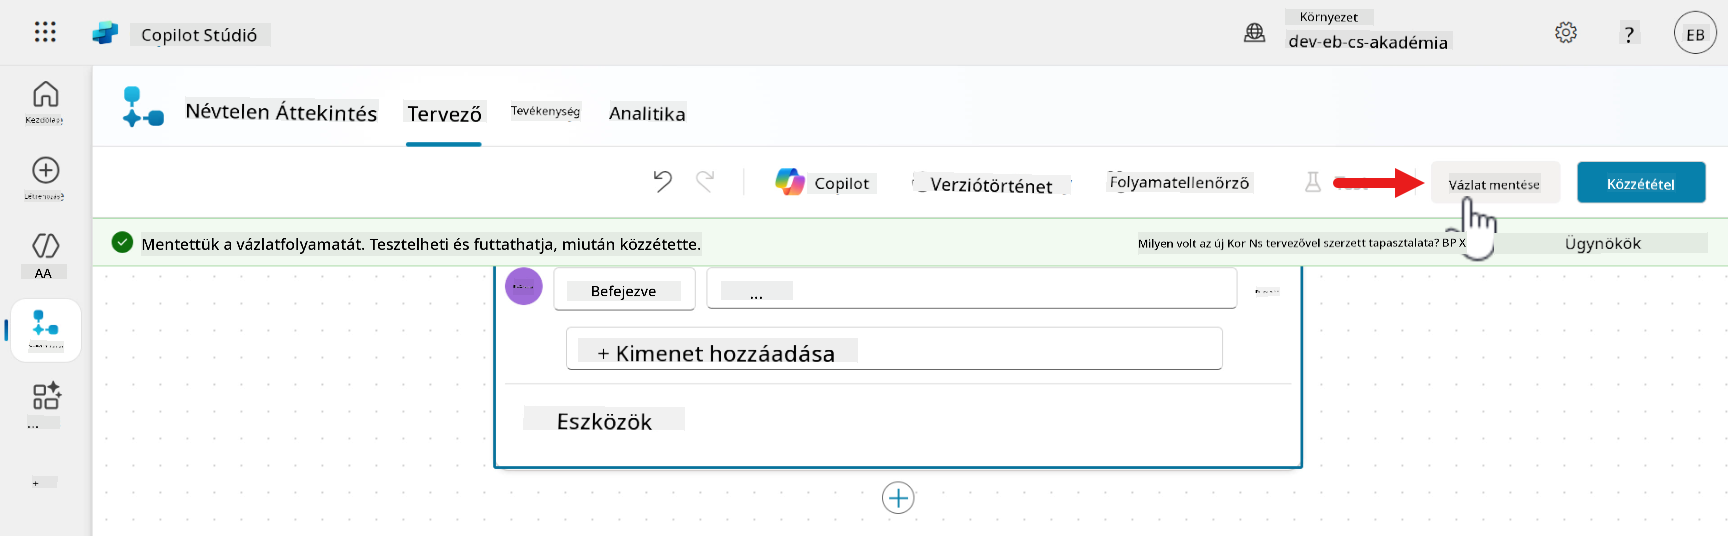 Copilot Stúdió
Környezet
dev-eb-cs-akadémia
?
EB
Kezdőlap
Névtelen Áttekintés
Tervező
Tevékenység
Analitika
Copilot
Verziótörténet
Folyamatellenőrző
Vázlat mentése
Közzététel
Mentettük a vázlatfolyamatát. Tesztelheti és futtathatja, miután közzétette.
Milyen volt az új Kor Ns tervezővel szerzett tapasztalata? BP X
Ügynökök
AA
Befejezve
...
+ Kimenet hozzáadása
Eszközök
...
+